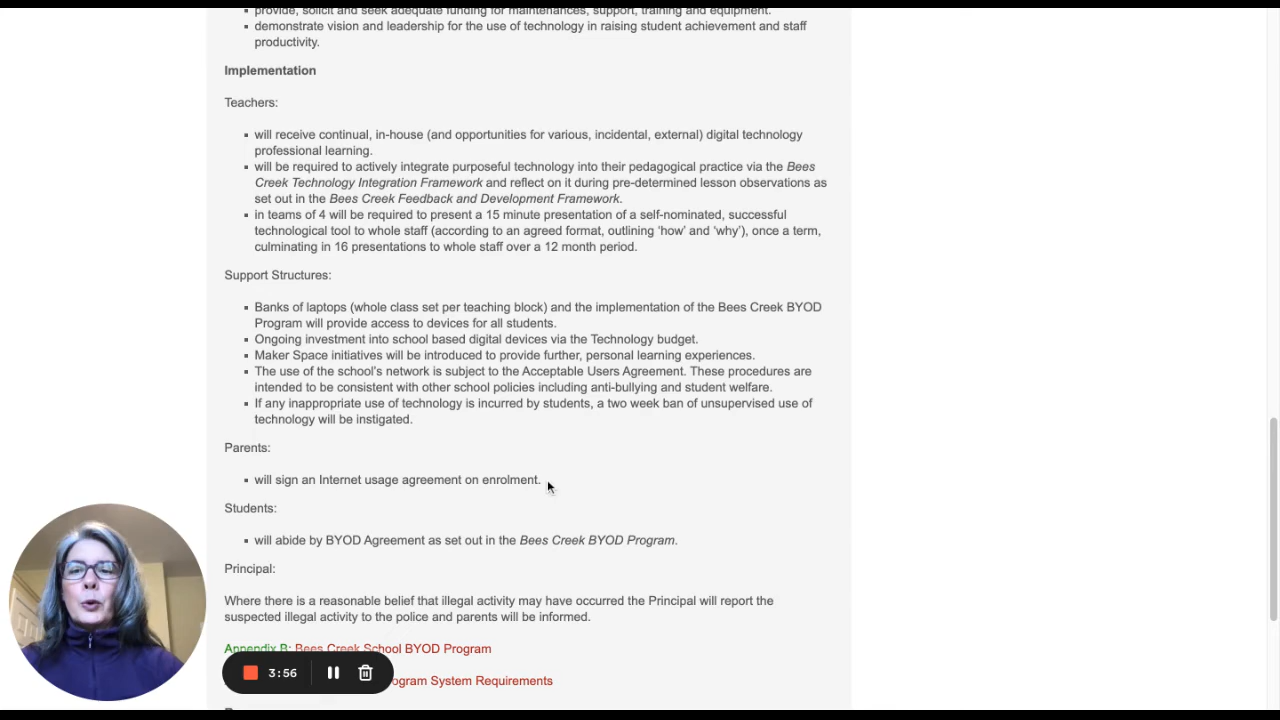 provide, solicit and seek adequate funding for maintenances, support, training and equipment.
demonstrate vision and leadership for the use of technology in raising student achievement and staff
productivity.
Implementation
Teachers:
will receive continual, in-house (and opportunities for various, incidental, external) digital technology
professional learning.
will be required to actively integrate purposeful technology into their pedagogical practice via the Bees
Creek Technology Integration Framework and reflect on it during pre-determined lesson observations as
set out in the Bees Creek Feedback and Development Framework.
in teams of 4 will be required to present a 15 minute presentation of a self-nominated, successful
technological tool to whole staff (according to an agreed format, outlining ‘how’ and ‘why’), once a term,
culminating in 16 presentations to whole staff over a 12 month period.
Support Structures:
Banks of laptops (whole class set per teaching block) and the implementation of the Bees Creek BYOD
Program will provide access to devices for all students.
Ongoing investment into school based digital devices via the Technology budget.
Maker Space initiatives will be introduced to provide further, personal learning experiences.
The use of the school's network is subject to the Acceptable Users Agreement. These procedures are
intended to be consistent with other school policies including anti-bullying and student welfare.
If any inappropriate use of technology is incurred by students, a two week ban of unsupervised use of
technology will be instigated.
Parents:
will sign an Internet usage agreement on enrolment.
Students:
will abide by BYOD Agreement as set out in the Bees Creek BYOD Program.
Principal:
Where there is a reasonable belief that illegal activity may have occurred the Principal will report the
suspected illegal activity to the police and parents will be informed.
Appendix B: Bees Creek School BYOD Program
3:56
ogram System Requirements